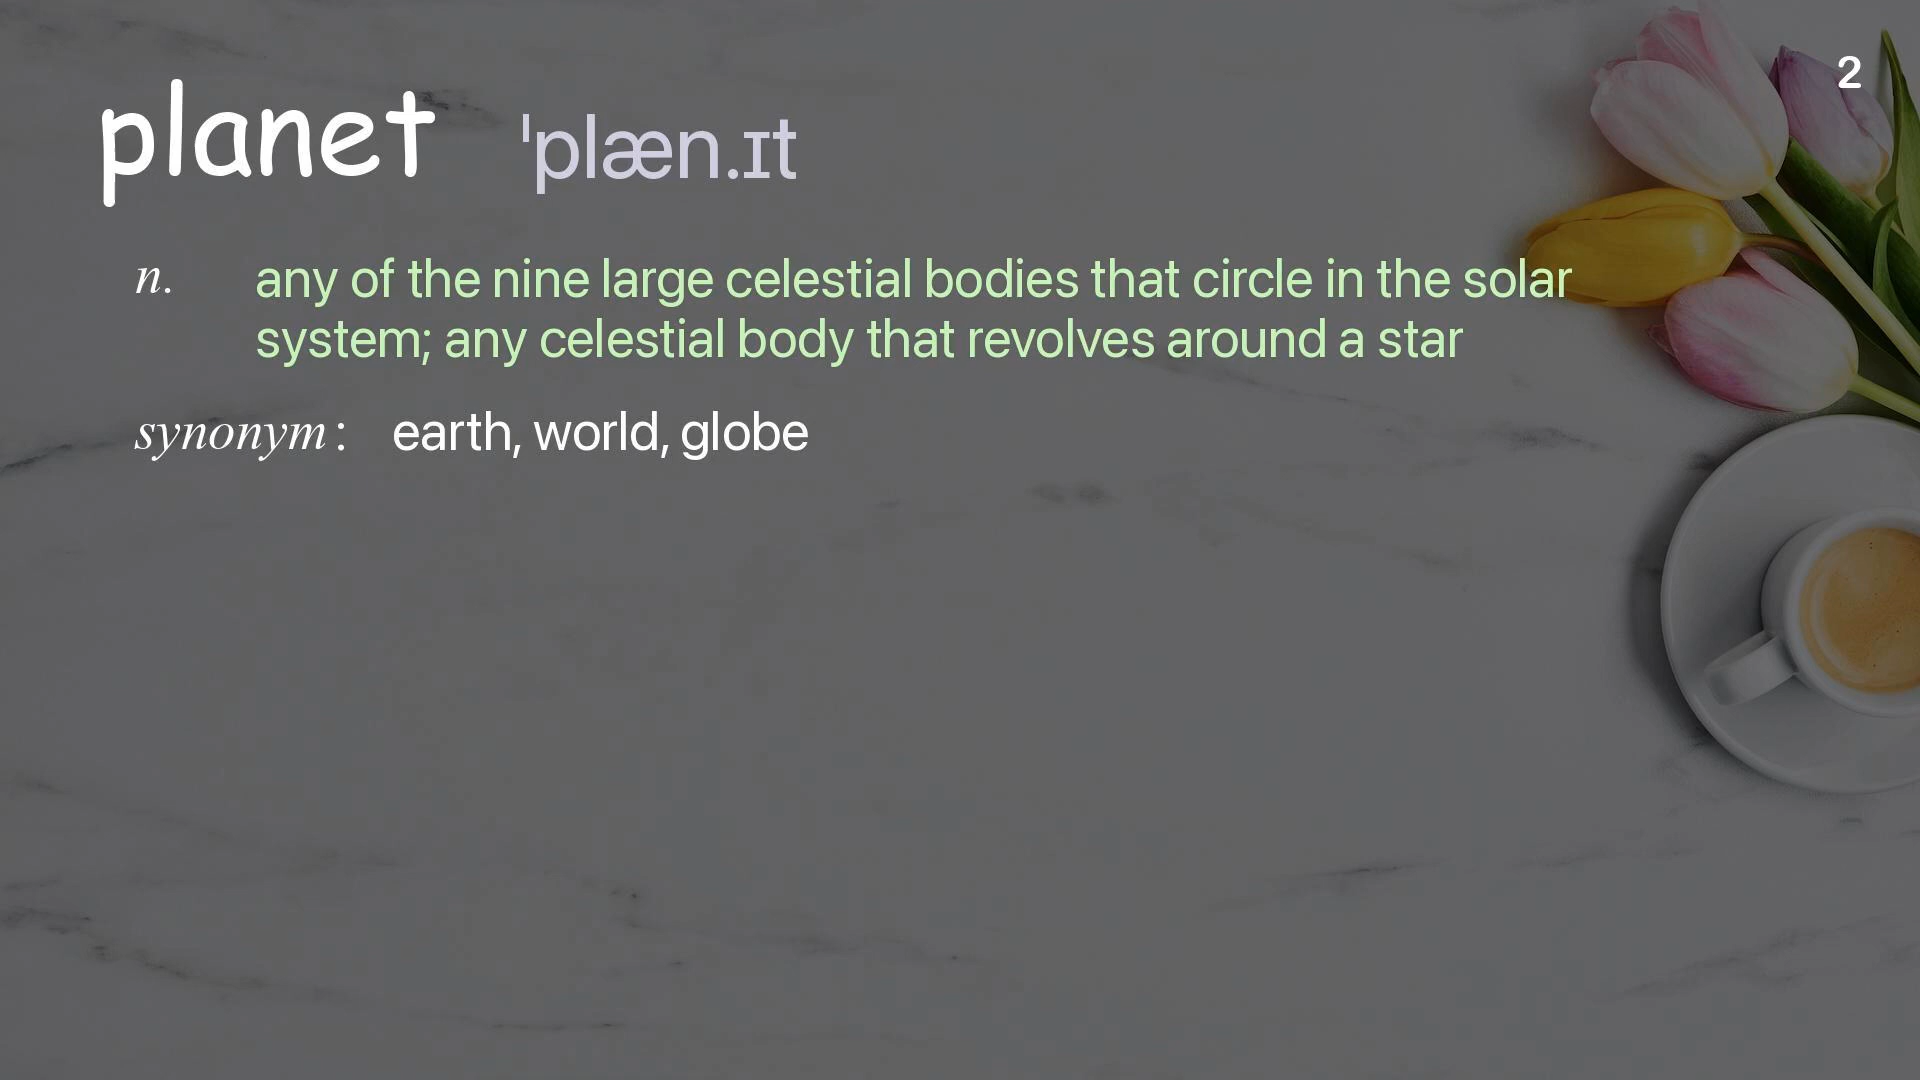 2
planet ˈplæn.ɪt
n. any of the nine large celestial bodies that circle in the solar
system; any celestial body that revolves around a star
synonym: earth, world, globe